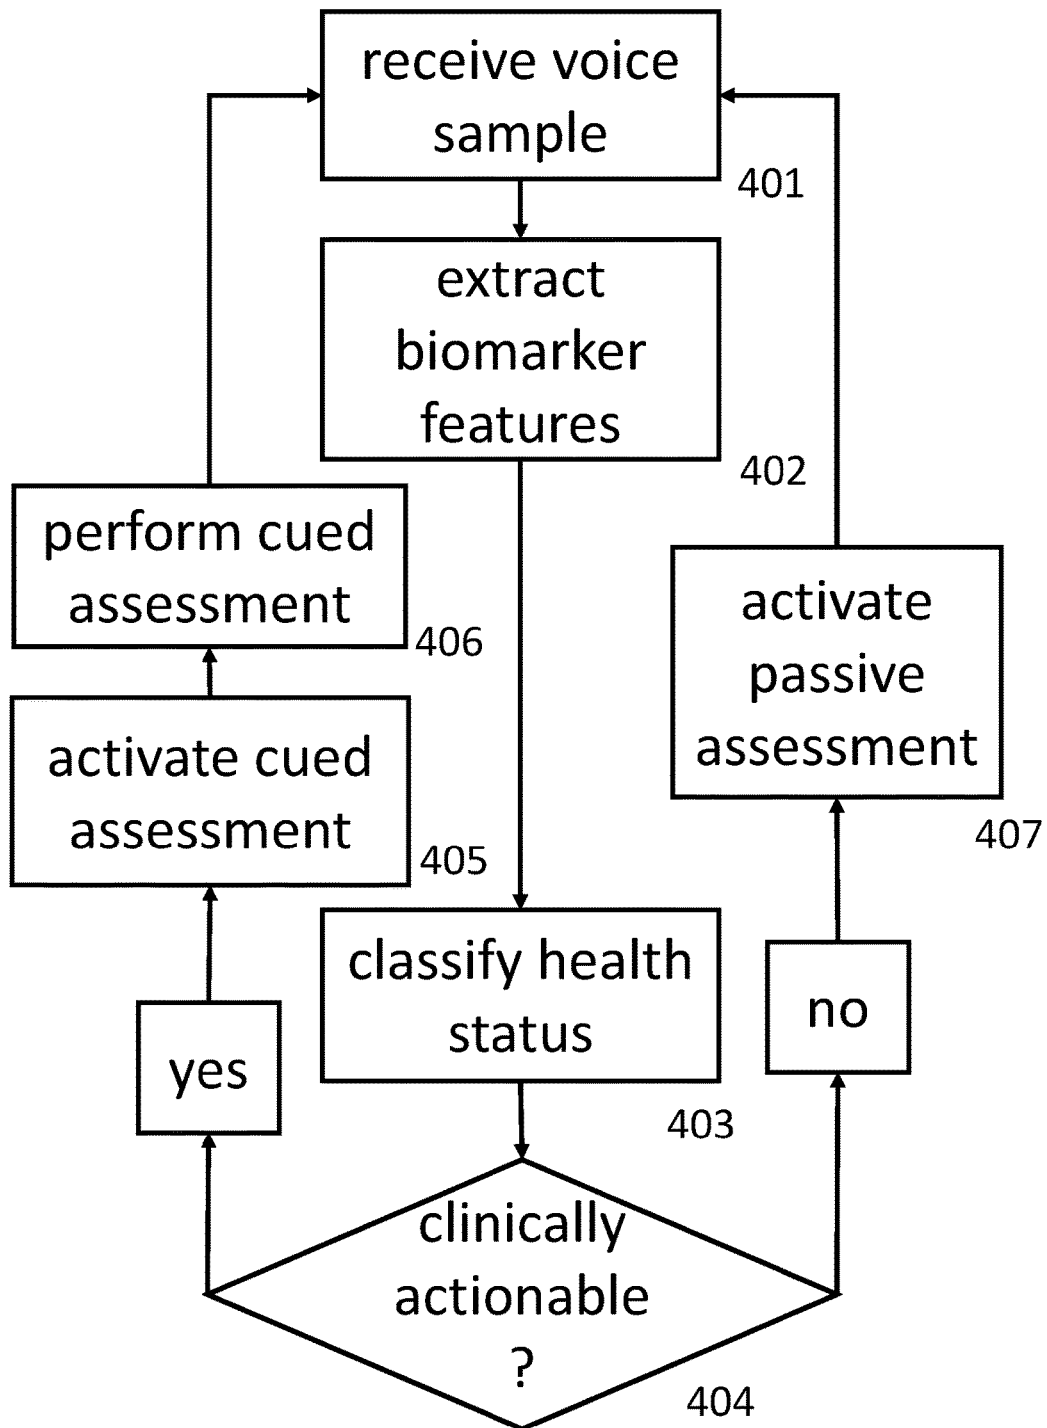 receive voice
sample
401
extract
biomarker
features
402
perform cued
assessment
406
activate
passive
assessment
407
activate cued
assessment
405
classify health
status
403
no
yes
clinically
actionable
?
404